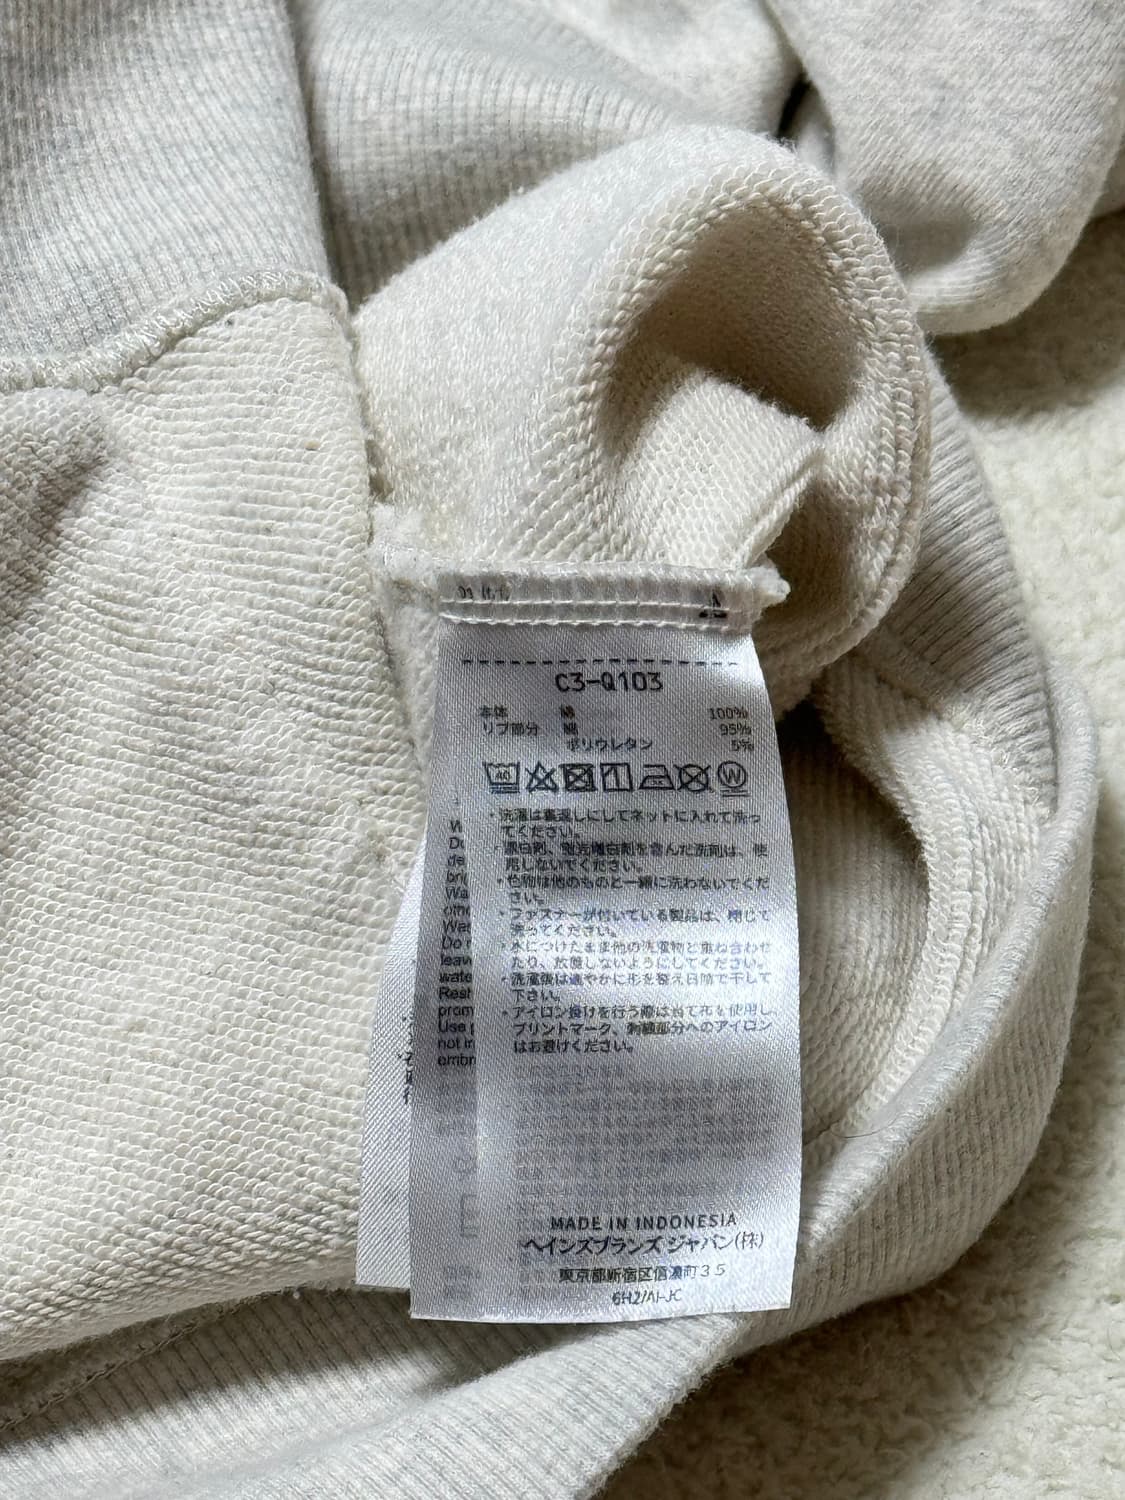 C3-Q103
本体 綿 100%
リブ部分 綿 95%
ポリウレタン 5%
40
W
・洗濯は裏返しにしてネットに入れて洗っ
てください。
・漂白剤、蛍光増白剤を含んだ洗剤は、使
用しないでください。
・色物は他のものと一緒に洗わないでくだ
さい。
・ファスナーが付いている製品は、閉じて
洗ってください。
・水につけたまま他の洗濯物と重ね合わせ
たり、放置しないようにしてください。
・洗濯後は速やかに形を整え日陰で干して
下さい。
・アイロン掛けを行う際は当て布を使用し、
プリントマーク、刺繍部分へのアイロン
はお避けください。
MADE IN INDONESIA
ヘインズブランズ ジャパン(株)
東京都新宿区信濃町35
6H2/AI-JC